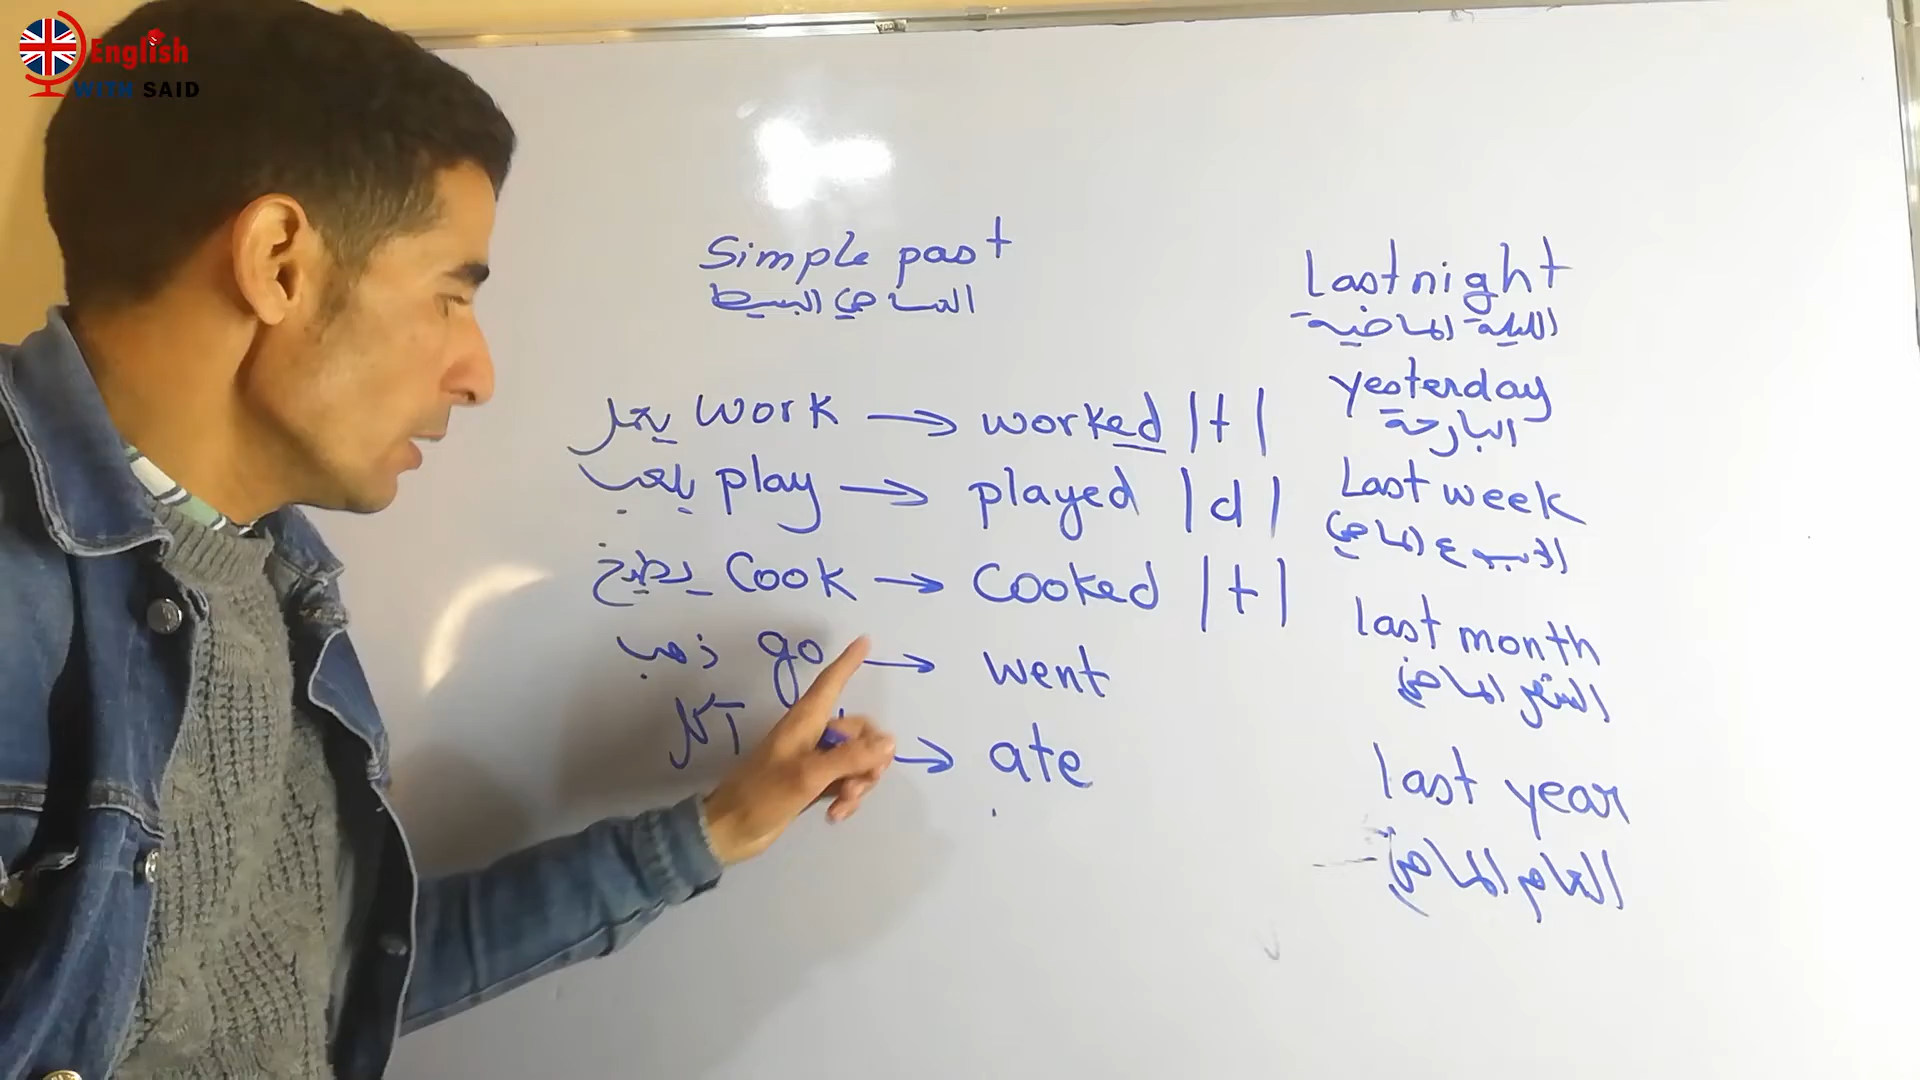 English
WITH SAID
Simple past
الماضي البسيط
يعمل work → worked /t/
يلعب play → played /d/
يطبخ Cook → Cooked /t/
ذهب go → went
أكل → ate
Last night
الليلة الماضية
yesterday
البارحة
Last week
الاسبوع الماضي
last month
الشهر الماضي
last year
العام الماضي